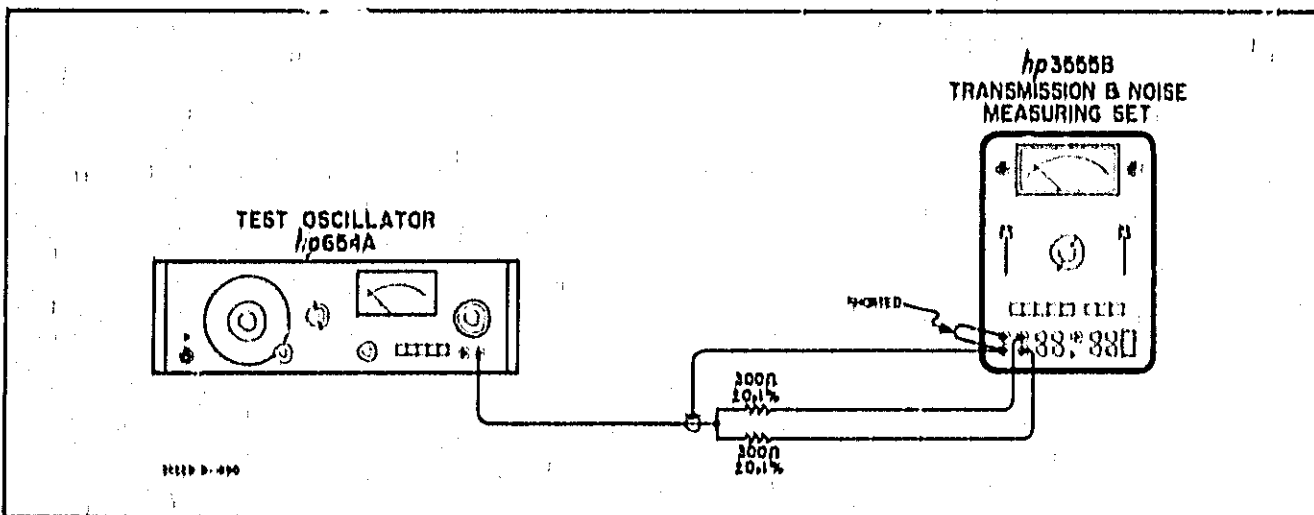 hp3555B
TRANSMISSION & NOISE
MEASURING SET
TEST OSCILLATOR
hp654A
SHORTED
300Ω
±0.1%
300Ω
±0.1%